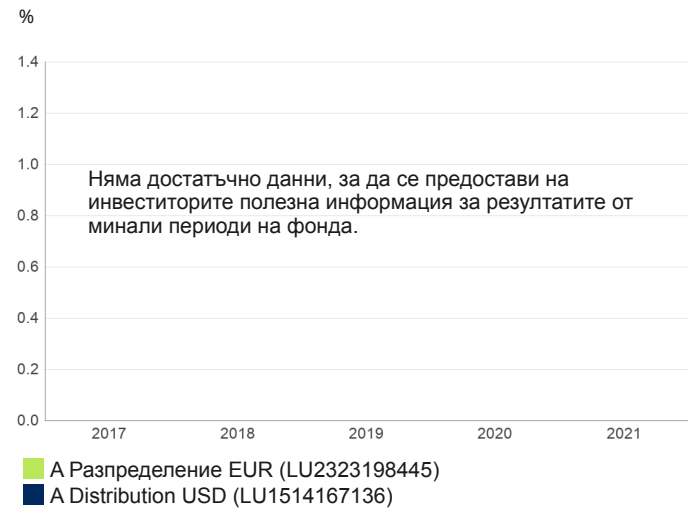 %
1.4
1.2
1.0
Няма достатъчно данни, за да се предостави на
инвеститорите полезна информация за резултатите от
0.8
минали периоди на фонда.
0.6
0.4
0.2
0.0
2017 2018 2019 2020 2021
А Разпределение EUR (LU2323198445)
A Distribution USD (LU1514167136)